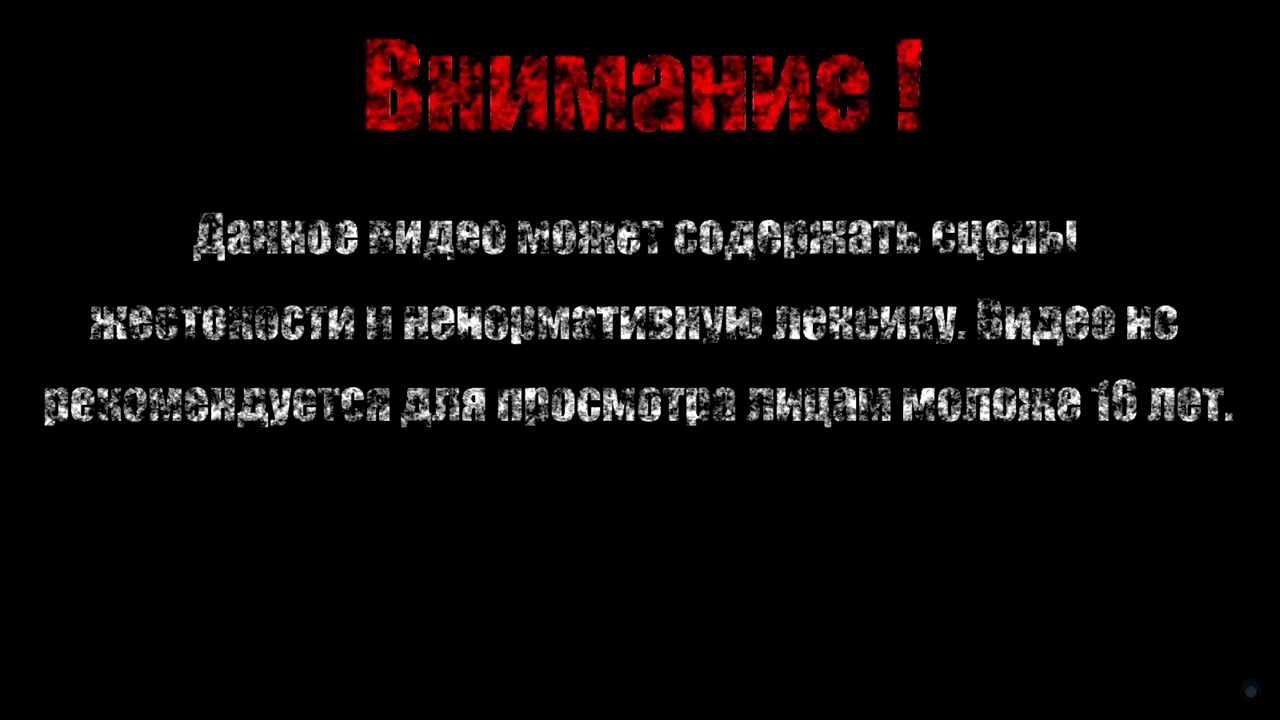 Внимание !
Данное видео может содержать сцены
жестокости и ненормативную лексику. Видео не
рекомендуется для просмотра лицам моложе 16 лет.